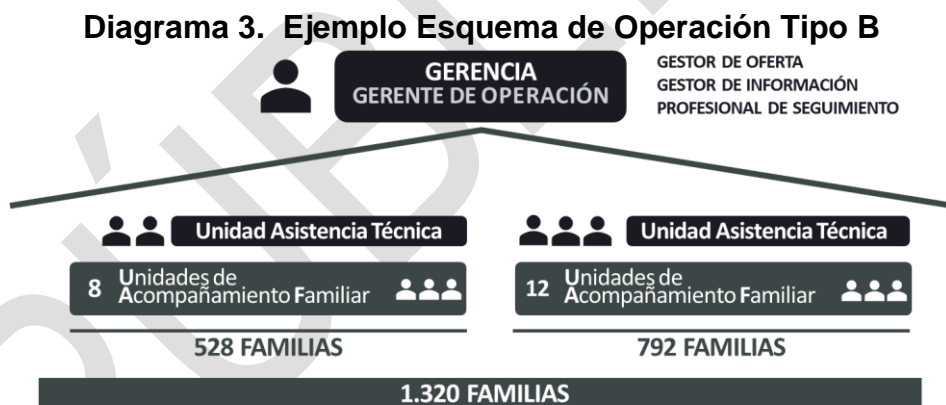 Diagrama 3. Ejemplo Esquema de Operación Tipo B
GERENCIA
GERENTE DE OPERACIÓN
GESTOR DE OFERTA
GESTOR DE INFORMACIÓN
PROFESIONAL DE SEGUIMIENTO
Unidad Asistencia Técnica
8 Unidades de
Acompañamiento Familiar
528 FAMILIAS
Unidad Asistencia Técnica
12 Unidades de
Acompañamiento Familiar
792 FAMILIAS
1.320 FAMILIAS